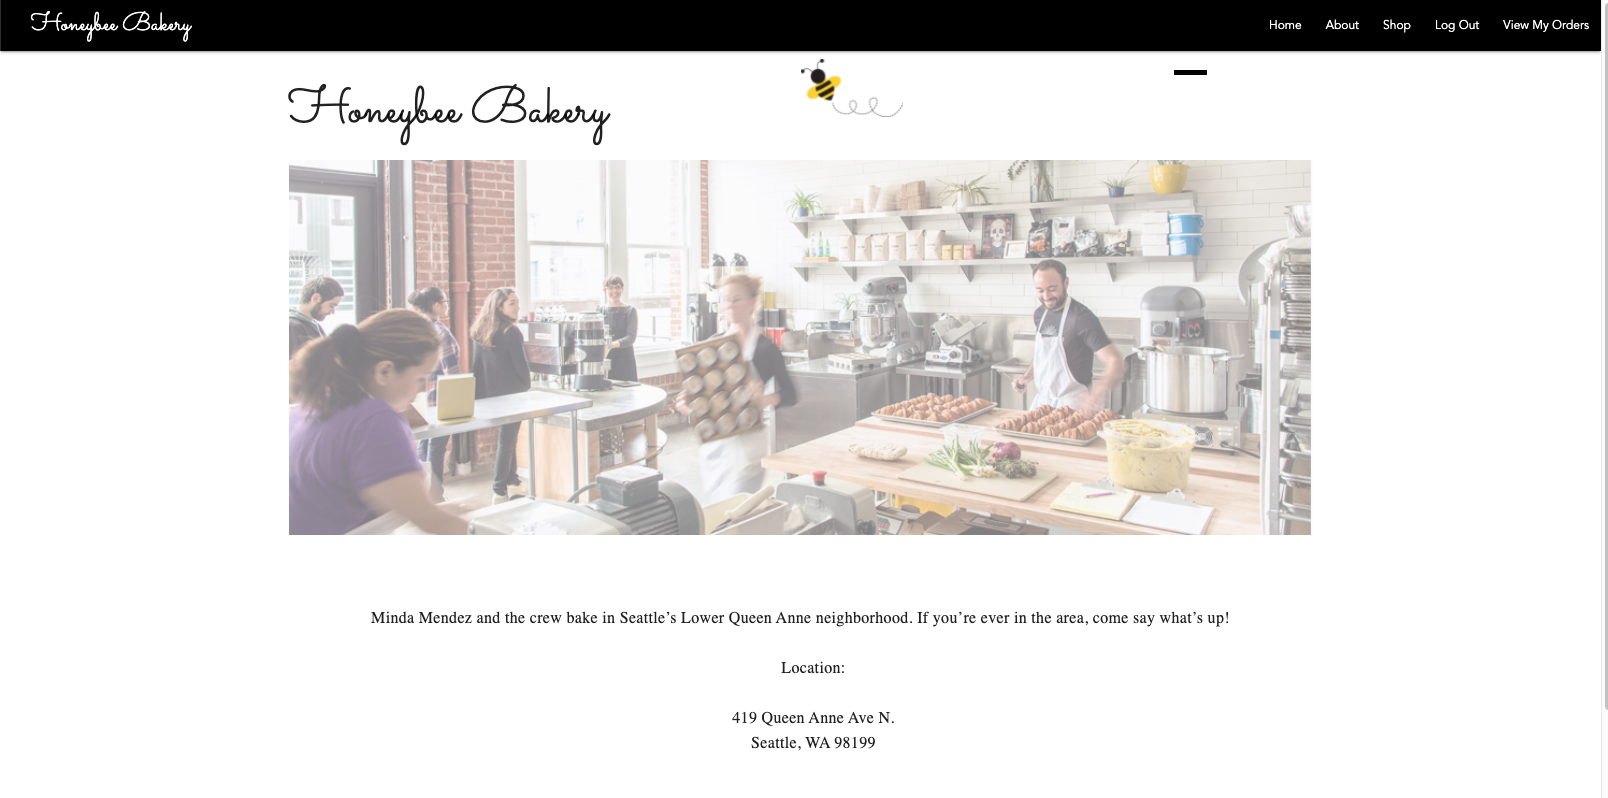 Honeybee Bakery
Home About Shop Log Out View My Orders
Honeybee Bakery
Minda Mendez and the crew bake in Seattle’s Lower Queen Anne neighborhood. If you’re ever in the area, come say what’s up!
Location:
419 Queen Anne Ave N.
Seattle, WA 98199